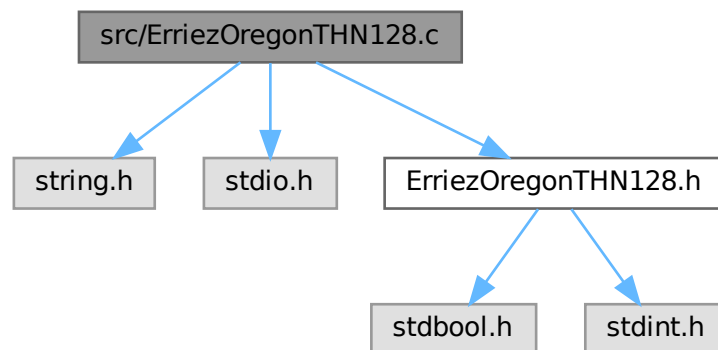 src/ErriezOregonTHN128.c
string.h
stdio.h
ErriezOregonTHN128.h
stdbool.h
stdint.h